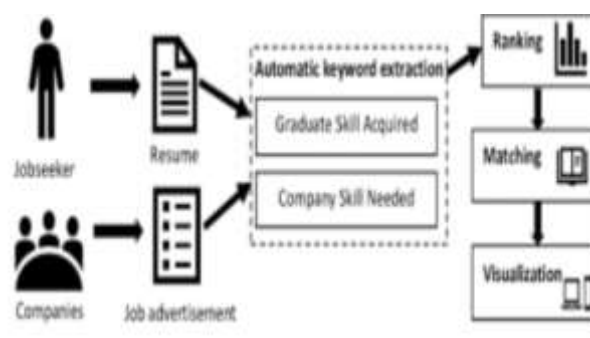 Jobseeker
Resume
Companies
Job advertisement
Automatic keyword extraction
Graduate Skill Acquired
Company Skill Needed
Ranking
Matching
Visualization